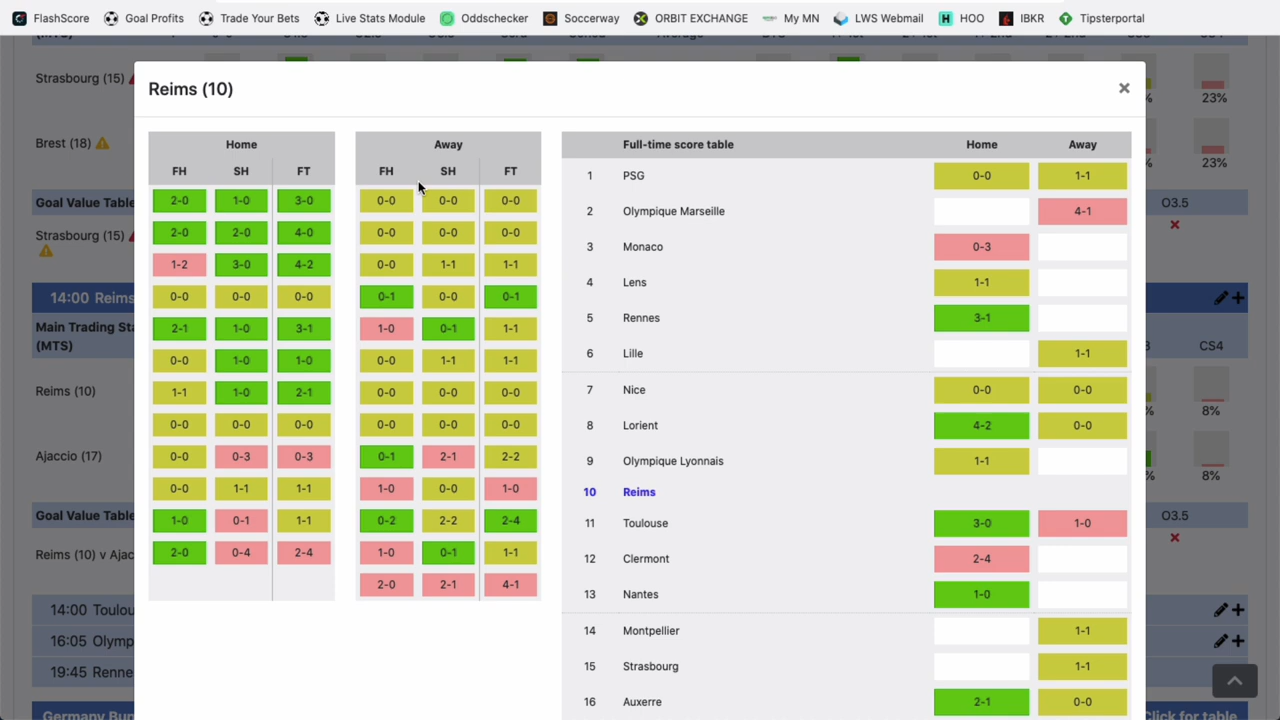 FlashScore Goal Profits Trade Your Bets Live Stats Module Oddschecker Soccerway ORBIT EXCHANGE My MN LWS Webmail HOO IBKR Tipsterportal
(MTS)
Strasbourg (15)
% 23%
Brest (18)
% 23%
Goal Value Table O3.5
Strasbourg (15)
14:00 Reims
Main Trading Sta
(MTS) CS4
Reims (10)
% 8%
Ajaccio (17)
% 8%
Goal Value Table O3.5
Reims (10) v Ajac
14:00 Toulou
16:05 Olymp
19:45 Renne
Germany Bun Click for table
Reims (10) ×
Home
FH SH FT
2-0 1-0 3-0
2-0 2-0 4-0
1-2 3-0 4-2
0-0 0-0 0-0
2-1 1-0 3-1
0-0 1-0 1-0
1-1 1-0 2-1
0-0 0-0 0-0
0-0 0-3 0-3
0-0 1-1 1-1
1-0 0-1 1-1
2-0 0-4 2-4
Away
FH SH FT
0-0 0-0 0-0
0-0 0-0 0-0
0-0 1-1 1-1
0-1 0-0 0-1
1-0 0-1 1-1
0-0 1-1 1-1
0-0 0-0 0-0
0-0 0-0 0-0
0-1 2-1 2-2
1-0 0-0 1-0
0-2 2-2 2-4
1-0 0-1 1-1
2-0 2-1 4-1
Full-time score table Home Away
1 PSG 0-0 1-1
2 Olympique Marseille 4-1
3 Monaco 0-3
4 Lens 1-1
5 Rennes 3-1
6 Lille 1-1
7 Nice 0-0 0-0
8 Lorient 4-2 0-0
9 Olympique Lyonnais 1-1
10 Reims
11 Toulouse 3-0 1-0
12 Clermont 2-4
13 Nantes 1-0
14 Montpellier 1-1
15 Strasbourg 1-1
16 Auxerre 2-1 0-0